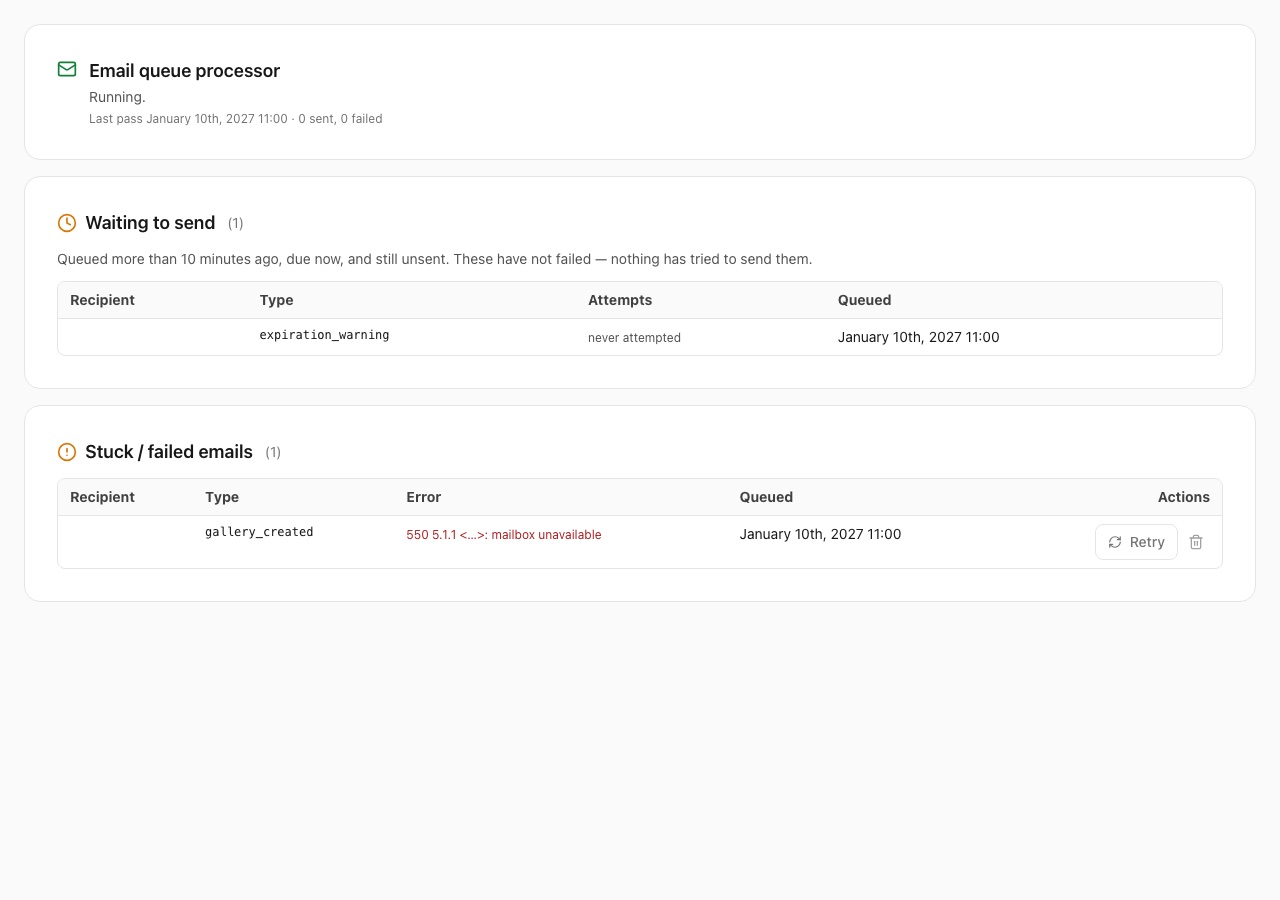 Email queue processor
Running.
Last pass January 10th, 2027 11:00 · 0 sent, 0 failed
Waiting to send (1)
Queued more than 10 minutes ago, due now, and still unsent. These have not failed — nothing has tried to send them.
Recipient Type Attempts Queued
expiration_warning never attempted January 10th, 2027 11:00
Stuck / failed emails (1)
Recipient Type Error Queued Actions
gallery_created 550 5.1.1 <...>: mailbox unavailable January 10th, 2027 11:00 Retry